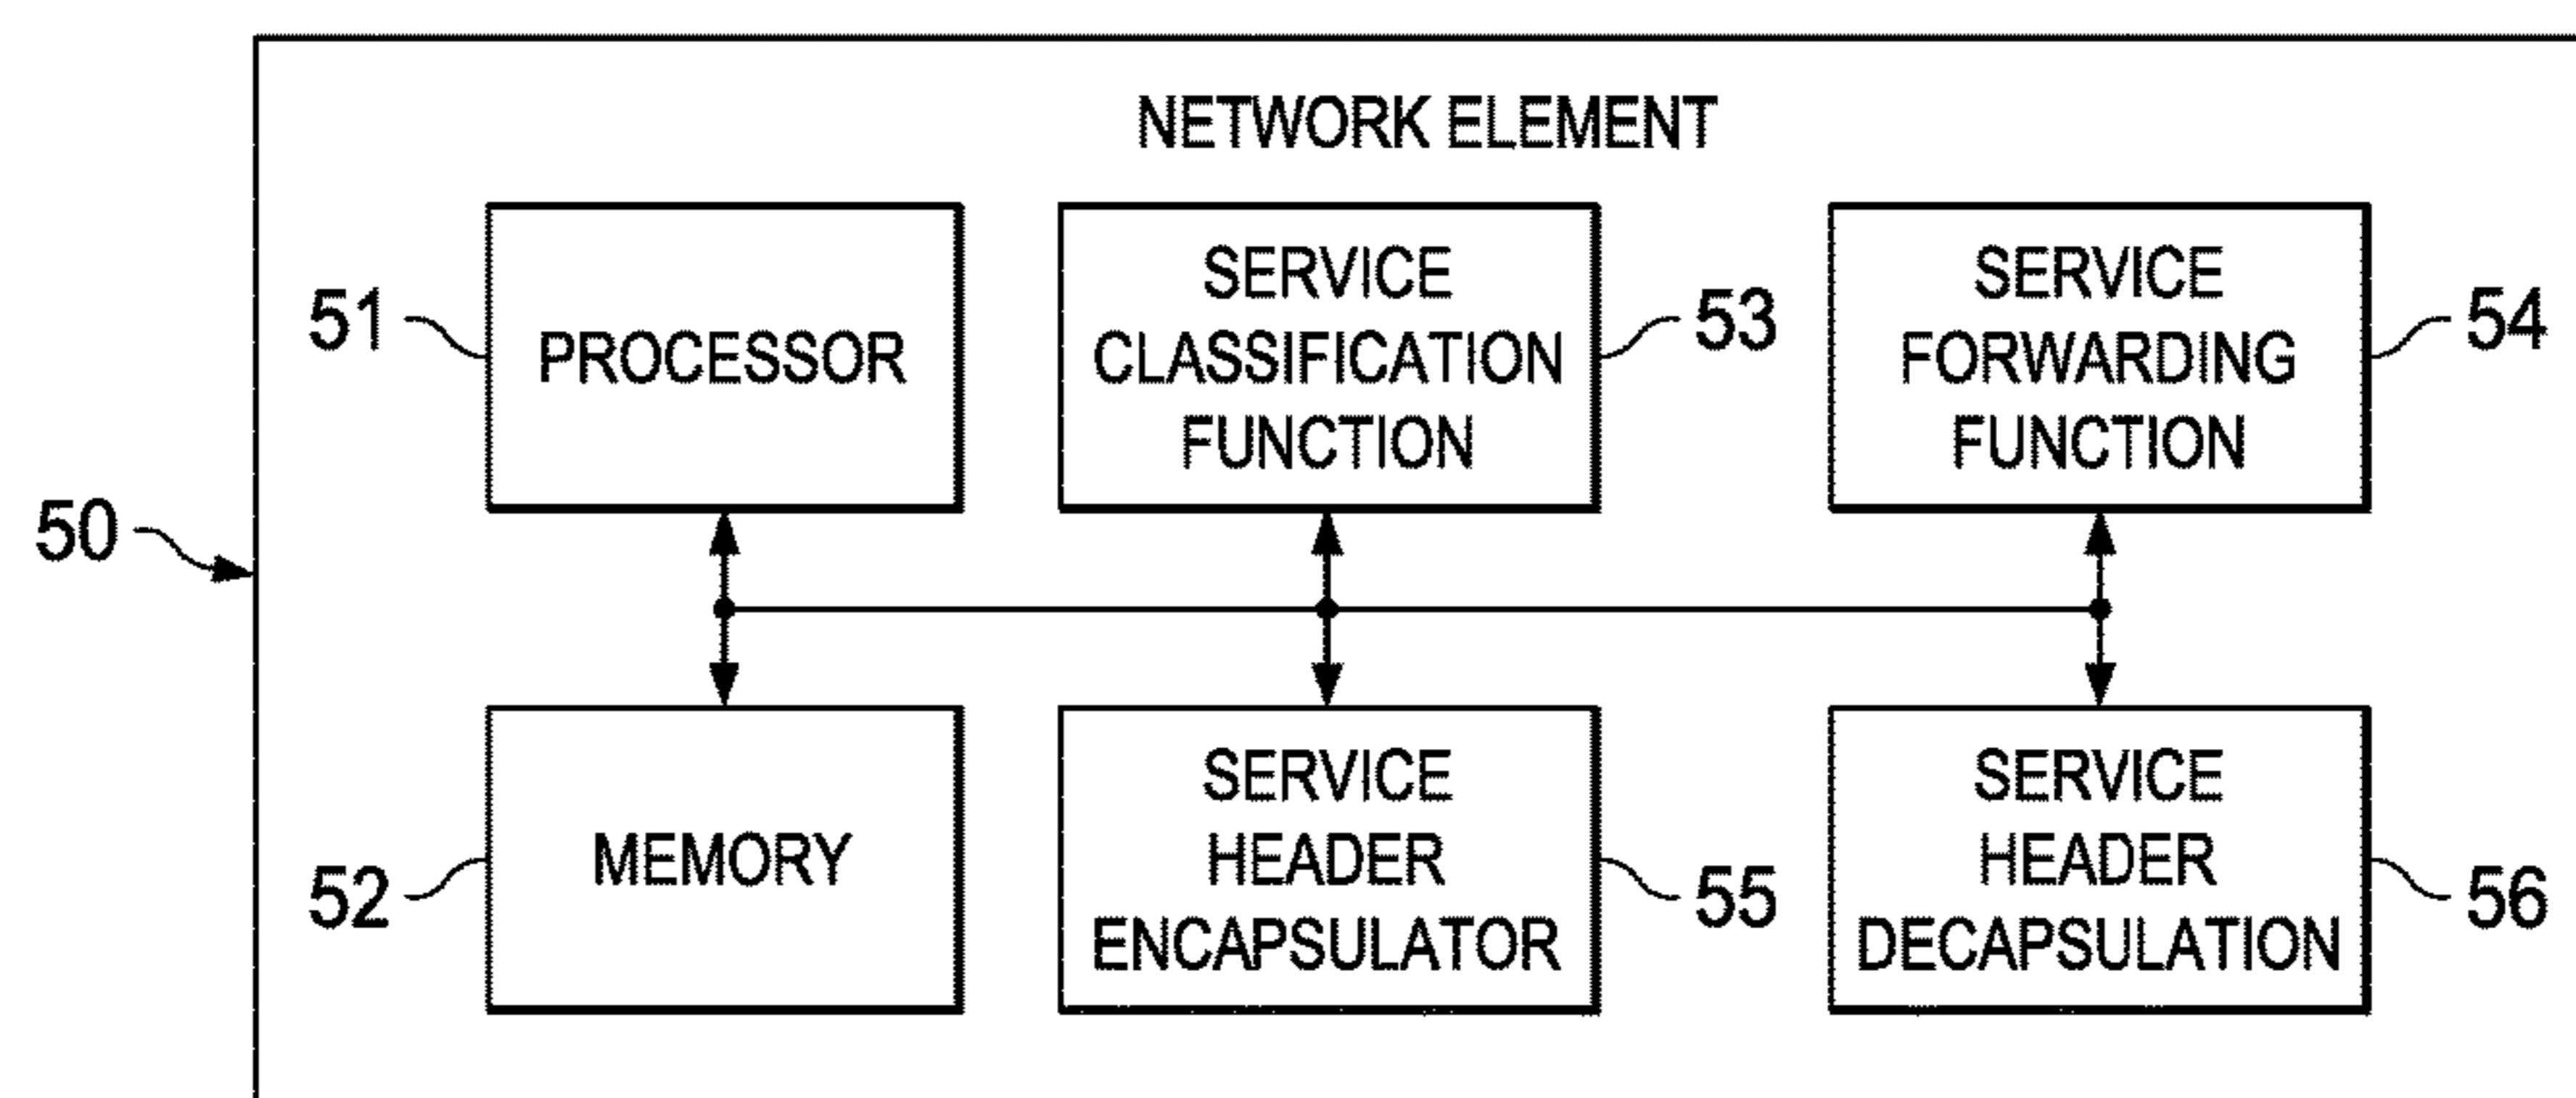 NETWORK ELEMENT
51
PROCESSOR
SERVICE
CLASSIFICATION
FUNCTION
53
SERVICE
FORWARDING
FUNCTION
54
50
52
MEMORY
SERVICE
HEADER
ENCAPSULATOR
55
SERVICE
HEADER
DECAPSULATION
56